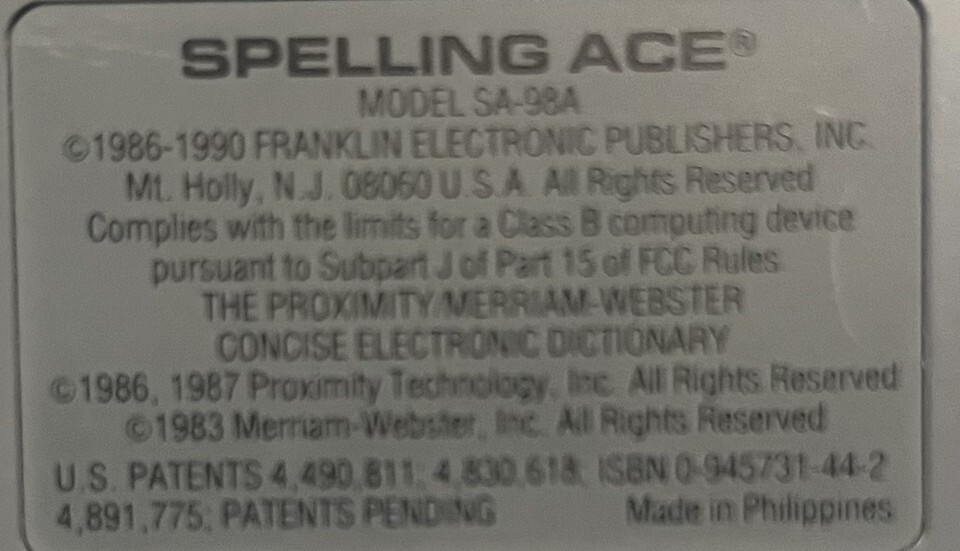 SPELLING ACE®
MODEL SA-98A
©1986-1990 FRANKLIN ELECTRONIC PUBLISHERS, INC.
Mt. Holly, N.J. 08060 U.S.A. All Rights Reserved
Complies with the limits for a Class B computing device
pursuant to Subpart J of Part 15 of FCC Rules
THE PROXIMITY/MERRIAM-WEBSTER
CONCISE ELECTRONIC DICTIONARY
©1986, 1987 Proximity Technology, Inc. All Rights Reserved
©1983 Merriam-Webster, Inc. All Rights Reserved
U.S. PATENTS 4,490,811; 4,830,618; ISBN 0-945731-44-2
4,891,775; PATENTS PENDING Made in Philippines